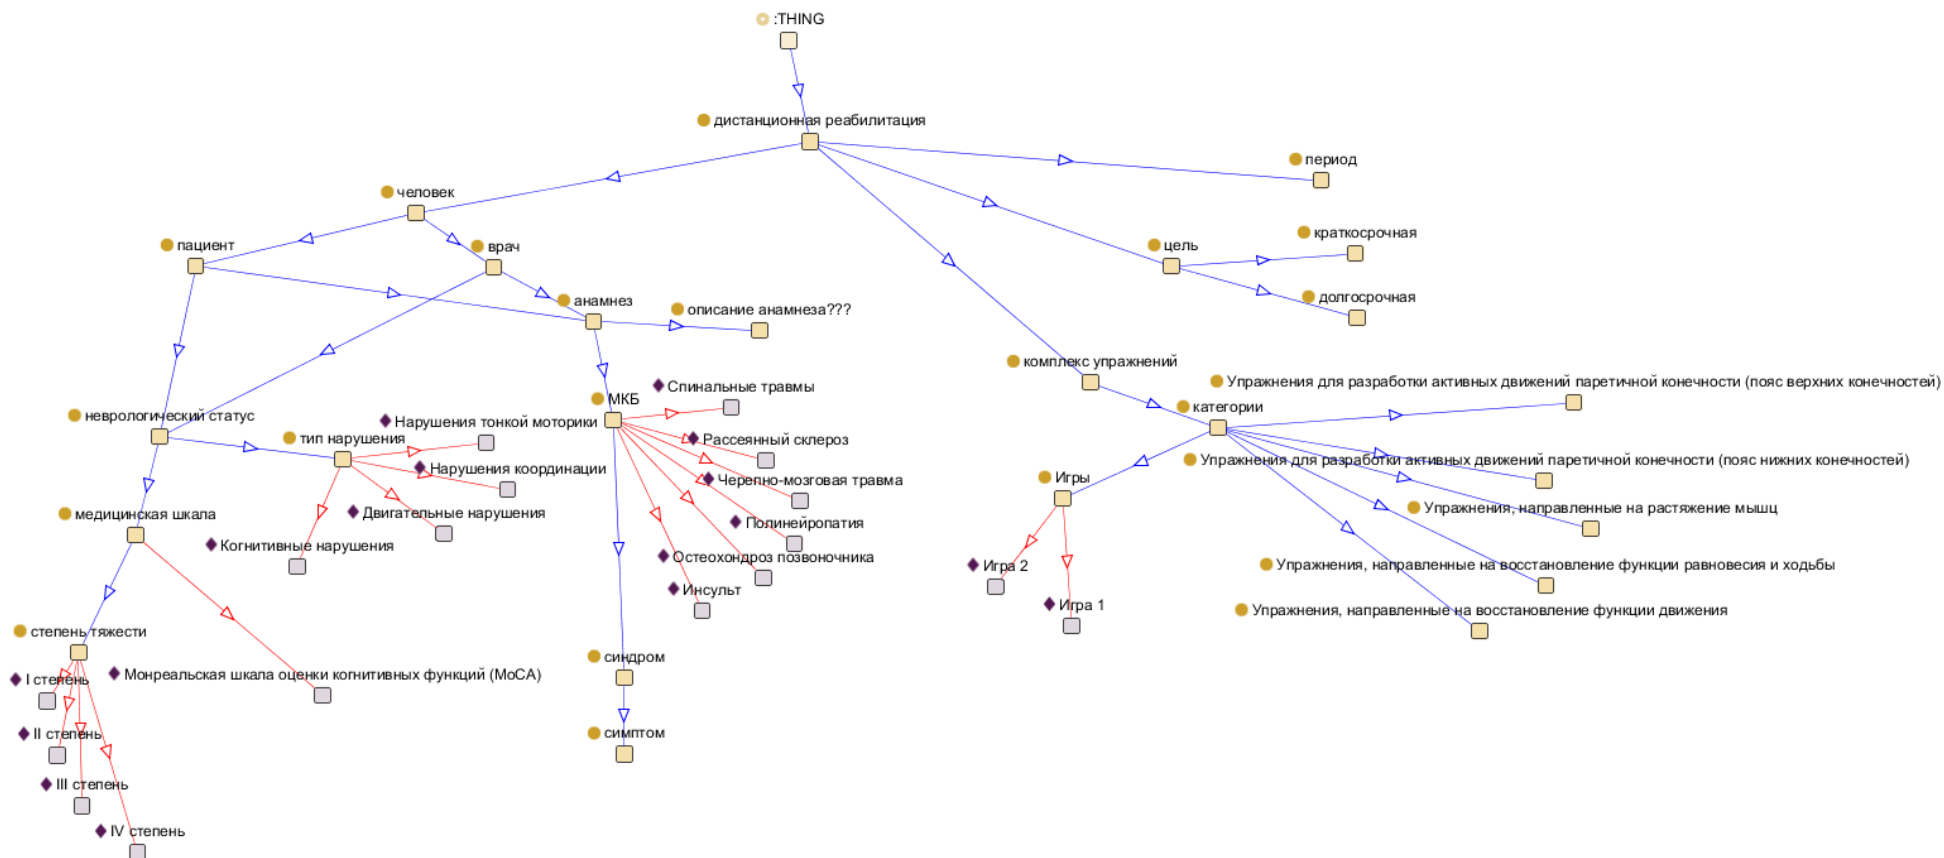 :THING
дистанционная реабилитация
период
человек
краткосрочная
пациент
врач
цель
долгосрочная
анамнез
описание анамнеза???
комплекс упражнений
Упражнения для разработки активных движений паретичной конечности (пояс верхних конечностей)
Спинальные травмы
МКБ
категории
неврологический статус
Нарушения тонкой моторики
тип нарушения
Рассеянный склероз
Упражнения для разработки активных движений паретичной конечности (пояс нижних конечностей)
Нарушения координации
Игры
Черепно-мозговая травма
медицинская шкала
Двигательные нарушения
Полинейропатия
Упражнения, направленные на растяжение мышц
Когнитивные нарушения
Остеохондроз позвоночника
Игра 2
Упражнения, направленные на восстановление функции равновесия и ходьбы
Инсульт
Игра 1
Упражнения, направленные на восстановление функции движения
степень тяжести
синдром
I степень
Монреальская шкала оценки когнитивных функций (МоСА)
II степень
симптом
III степень
IV степень